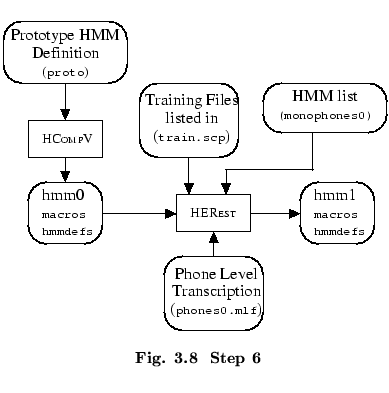 Prototype HMM
Definition
(proto)
Training Files
listed in
(train.scp)
HMM list
(monophones0)
HCompV
hmm0
macros
hmmdefs
HERest
hmm1
macros
hmmdefs
Phone Level
Transcription
(phones0.mlf)
Fig. 3.8 Step 6